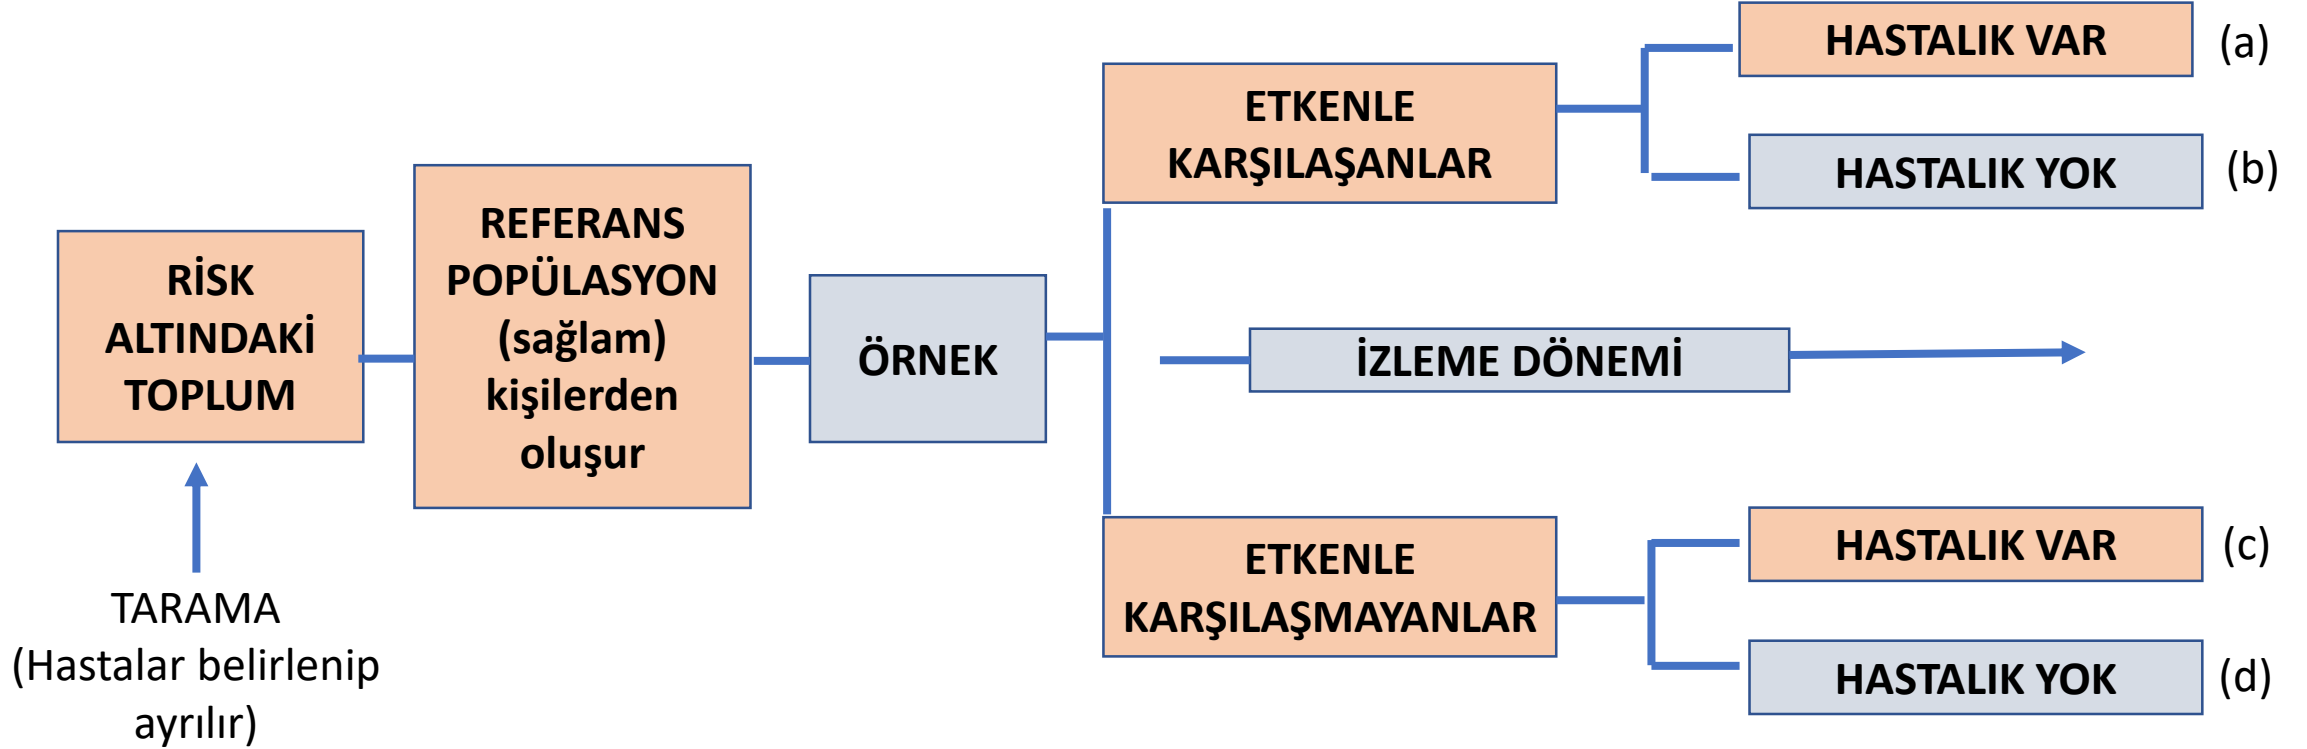 RİSK
ALTINDAKİ
TOPLUM
TARAMA
(Hastalar belirlenip
ayrılır)
REFERANS
POPÜLASYON
(sağlam)
kişilerden
oluşur
ÖRNEK
ETKENLE
KARŞILAŞANLAR
HASTALIK VAR (a)
HASTALIK YOK (b)
İZLEME DÖNEMİ
ETKENLE
KARŞILAŞMAYANLAR
HASTALIK VAR (c)
HASTALIK YOK (d)